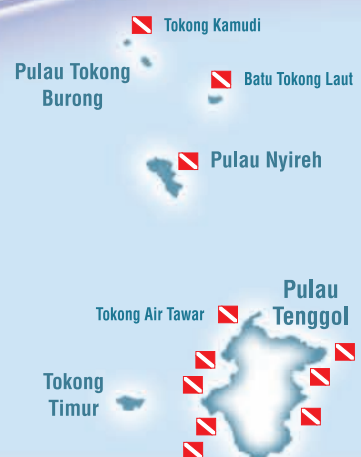 Tokong Kamudi
Pulau Tokong
Burong
Batu Tokong Laut
Pulau Nyireh
Pulau
Tenggol
Tokong Air Tawar
Tokong
Timur